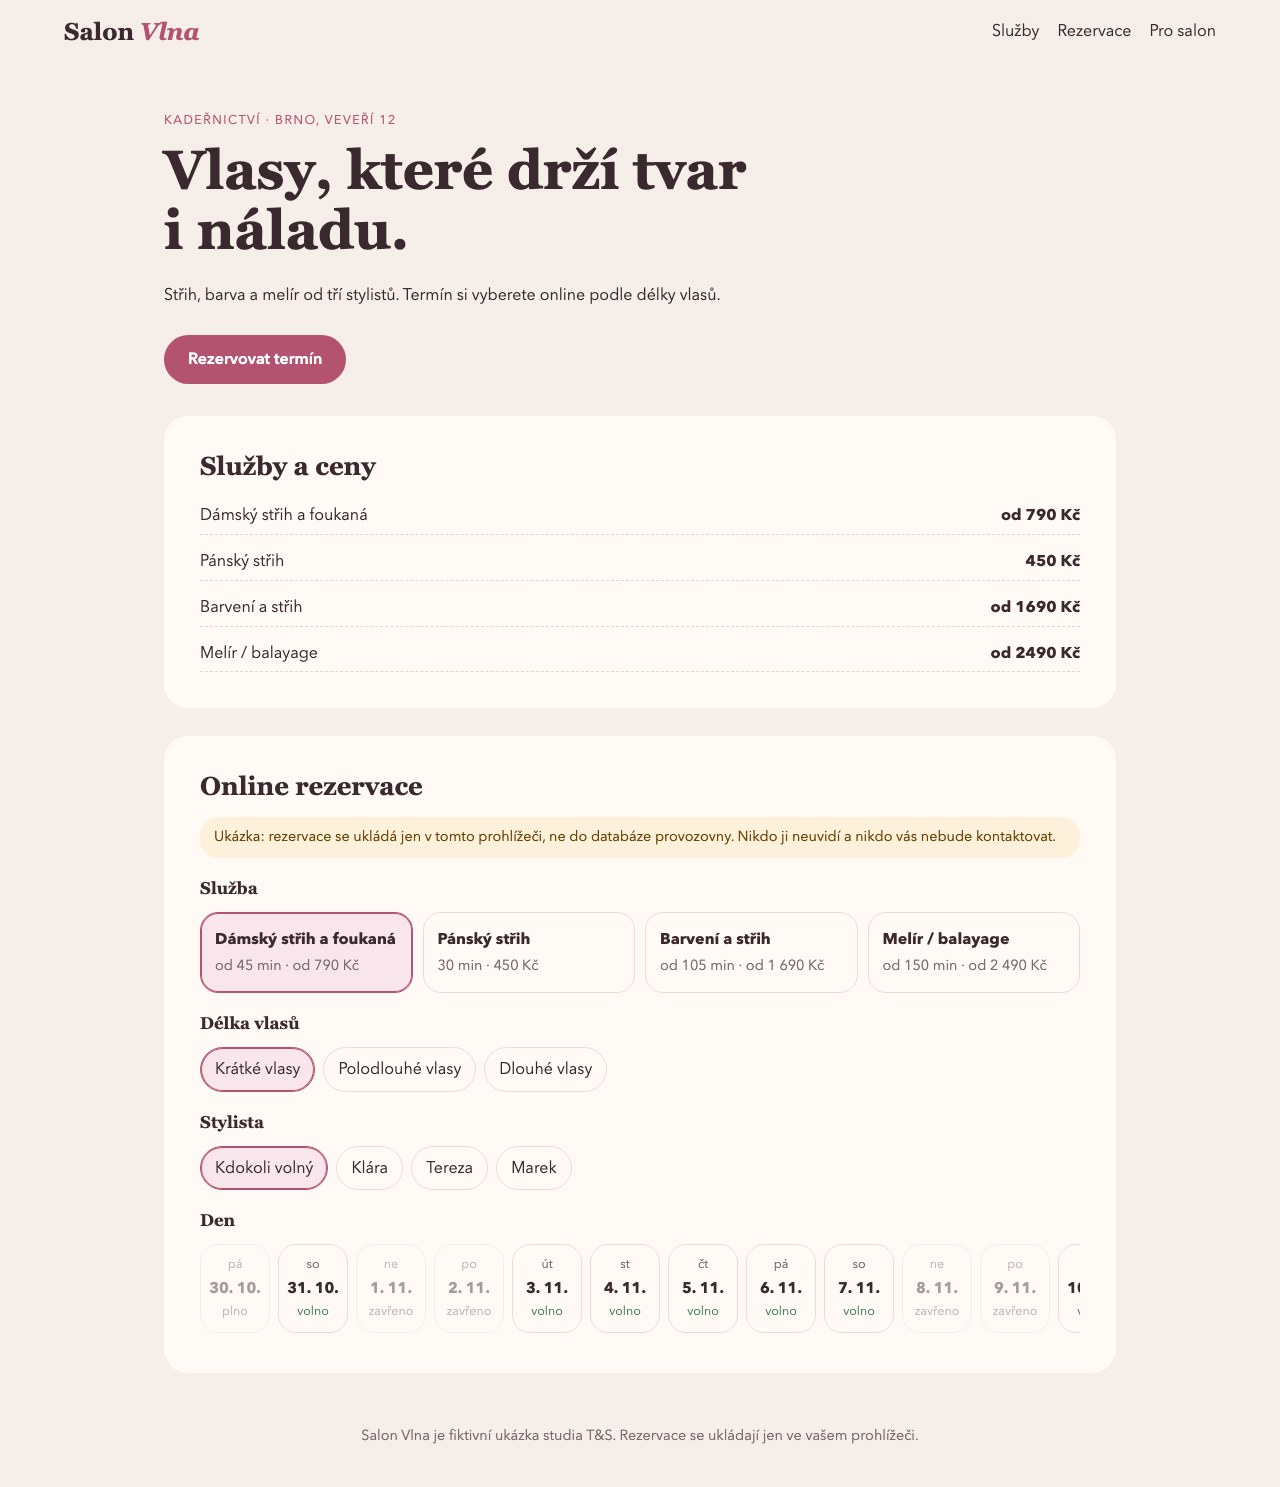 Salon Vlna
Služby Rezervace Pro salon
KADEŘNICTVÍ · BRNO, VEVEŘÍ 12
Vlasy, které drží tvar
i náladu.
Střih, barva a melír od tří stylistů. Termín si vyberete online podle délky vlasů.
Rezervovat termín
Služby a ceny
Dámský střih a foukaná od 790 Kč
Pánský střih 450 Kč
Barvení a střih od 1690 Kč
Melír / balayage od 2490 Kč
Online rezervace
Ukázka: rezervace se ukládá jen v tomto prohlížeči, ne do databáze provozovny. Nikdo ji neuvidí a nikdo vás nebude kontaktovat.
Služba
Dámský střih a foukaná Pánský střih Barvení a střih Melír / balayage
od 45 min · od 790 Kč 30 min · 450 Kč od 105 min · od 1 690 Kč od 150 min · od 2 490 Kč
Délka vlasů
Krátké vlasy Polodlouhé vlasy Dlouhé vlasy
Stylista
Kdokoli volný Klára Tereza Marek
Den
pá so ne po út st čt pá so ne po
30. 10. 31. 10. 1. 11. 2. 11. 3. 11. 4. 11. 5. 11. 6. 11. 7. 11. 8. 11. 9. 11.
plno volno zavřeno zavřeno volno volno volno volno volno zavřeno zavřeno
Salon Vlna je fiktivní ukázka studia T&S. Rezervace se ukládají jen ve vašem prohlížeči.